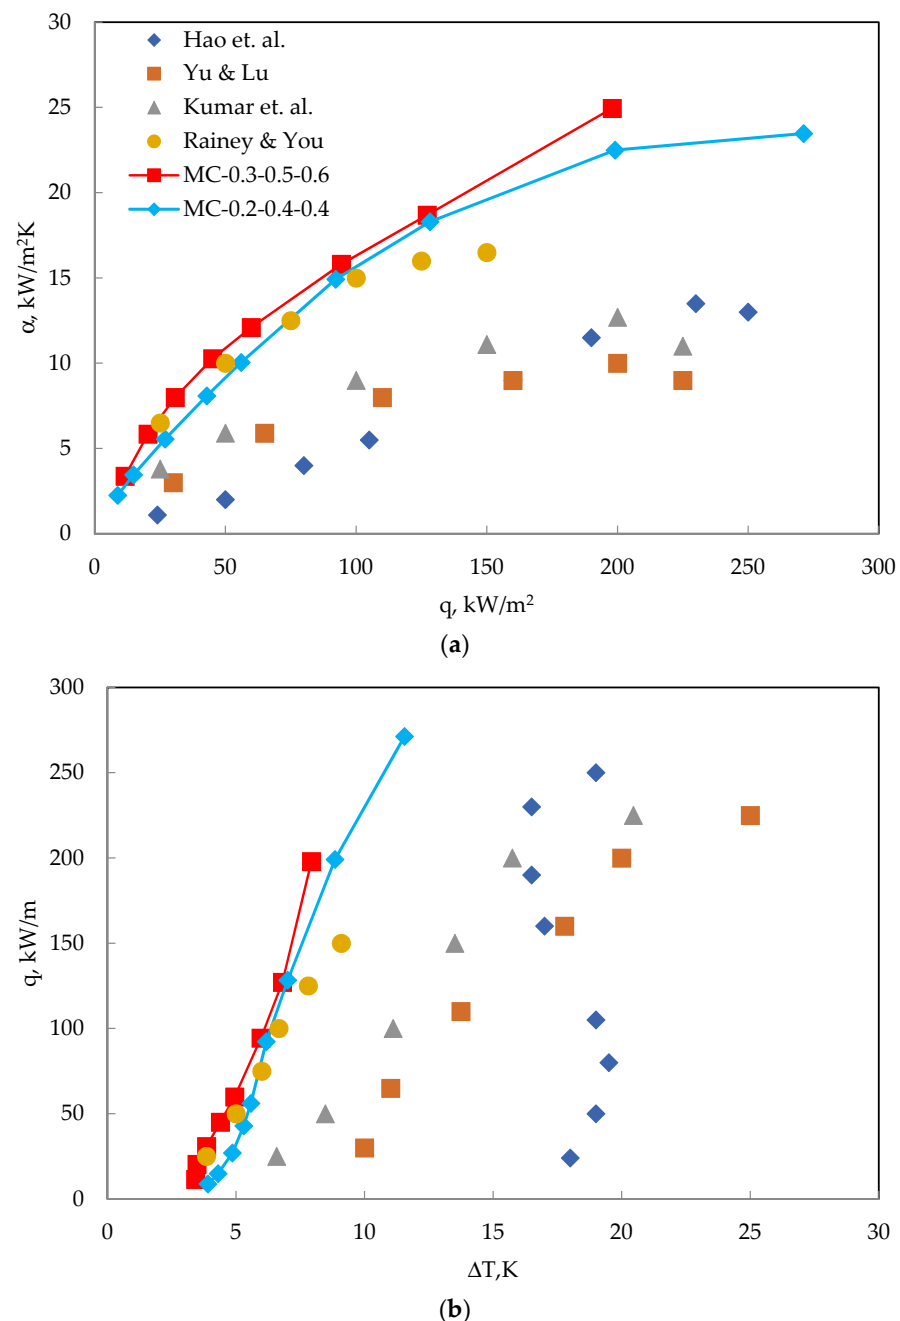 30
25
20
15
10
5
0
α, kW/m²K
Hao et. al.
Yu & Lu
Kumar et. al.
Rainey & You
MC-0.3-0.5-0.6
MC-0.2-0.4-0.4
0 50 100 150 200 250 300
q, kW/m²
(a)
300
250
200
150
100
50
0
q, kW/m
0 5 10 15 20 25 30
ΔT,K
(b)